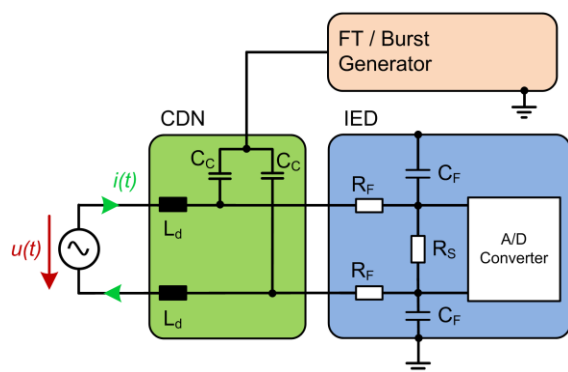 FT / Burst
Generator
CDN
IED
C_C
C_C
C_F
R_F
i(t)
L_d
u(t)
R_S
A/D
Converter
R_F
L_d
C_F